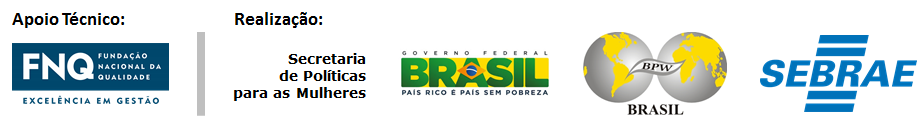 Apoio Técnico:
FNQ
FUNDAÇÃO
NACIONAL DA
QUALIDADE
EXCELÊNCIA EM GESTÃO
Realização:
Secretaria
de Políticas
para as Mulheres
GOVERNO FEDERAL
BRASIL
PAÍS RICO É PAÍS SEM POBREZA
BPW
BRASIL
SEBRAE